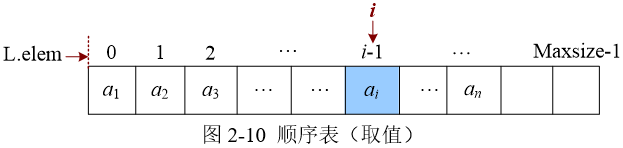 i
L.elem 0 1 2 … i-1 … Maxsize-1
a1 a2 a3 … … ai … an
图 2-10 顺序表（取值）